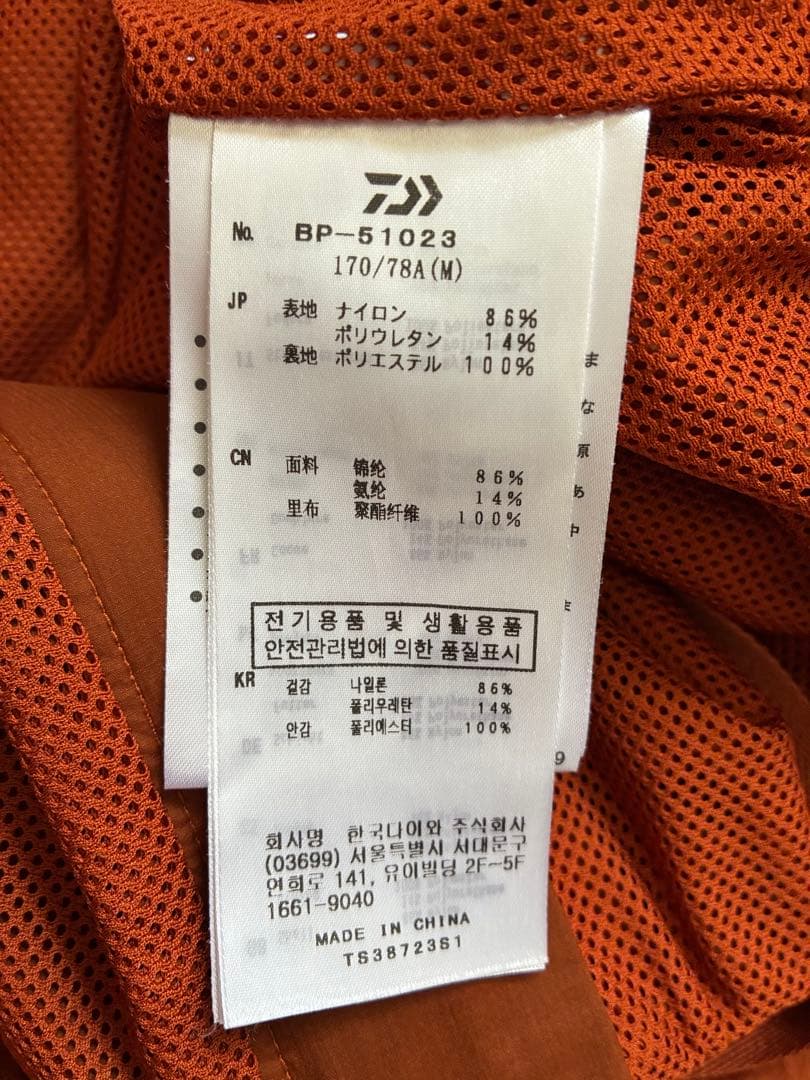 No. BP-51023
170/78A(M)
JP 表地 ナイロン 86%
ポリウレタン 14%
裏地 ポリエステル 100%
CN 面料 锦纶 86%
氨纶 14%
里布 聚酯纤维 100%
전기용품 및 생활용품
안전관리법에 의한 품질표시
KR 겉감 나일론 86%
폴리우레탄 14%
안감 폴리에스터 100%
회사명 한국다이와 주식회사
(03699) 서울특별시 서대문구
연희로 141, 유이빌딩 2F~5F
1661-9040
MADE IN CHINA
TS38723S1
ま
な
原
あ
中
9